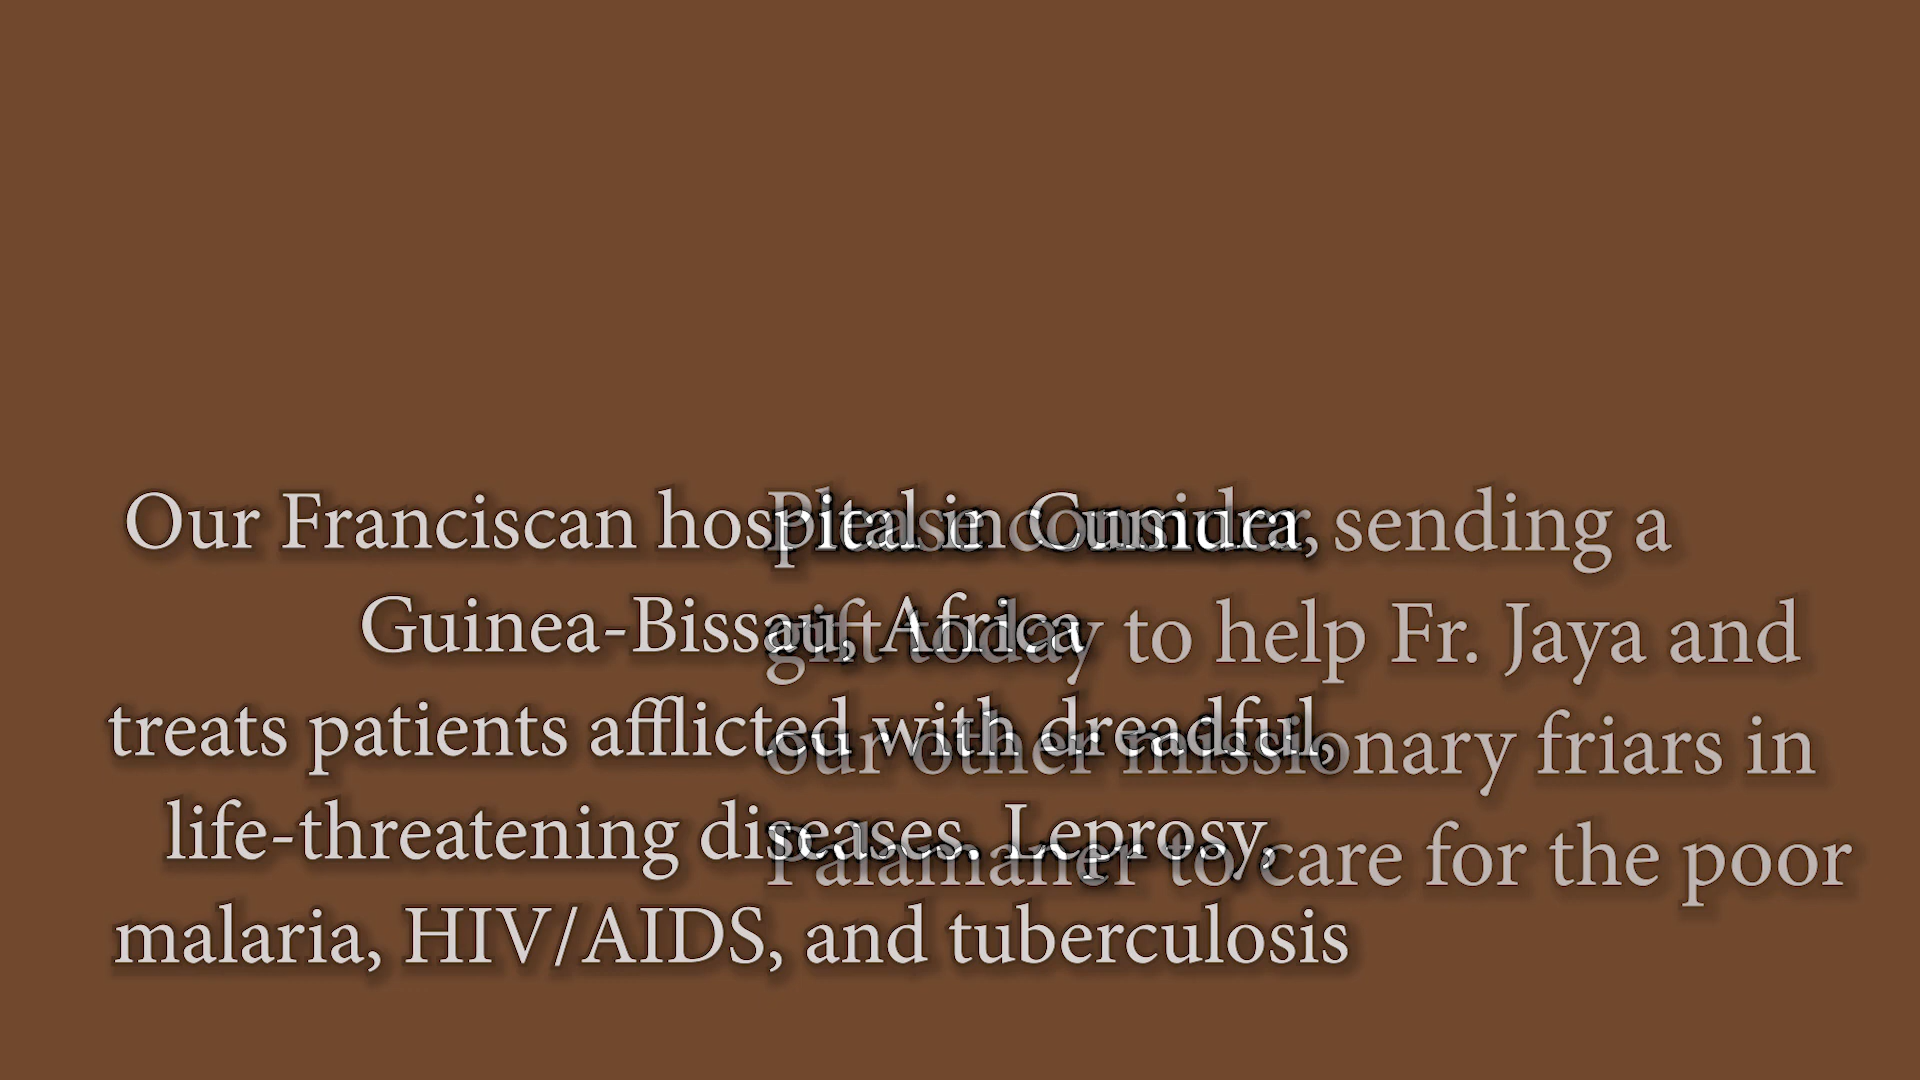 Our Franciscan hospital in Cumura,
Guinea-Bissau, Africa
treats patients afflicted with dreadful,
life-threatening diseases. Leprosy,
malaria, HIV/AIDS, and tuberculosis
Please consider sending a
gift today to help Fr. Jaya and
our other missionary friars in
Palamaner to care for the poor